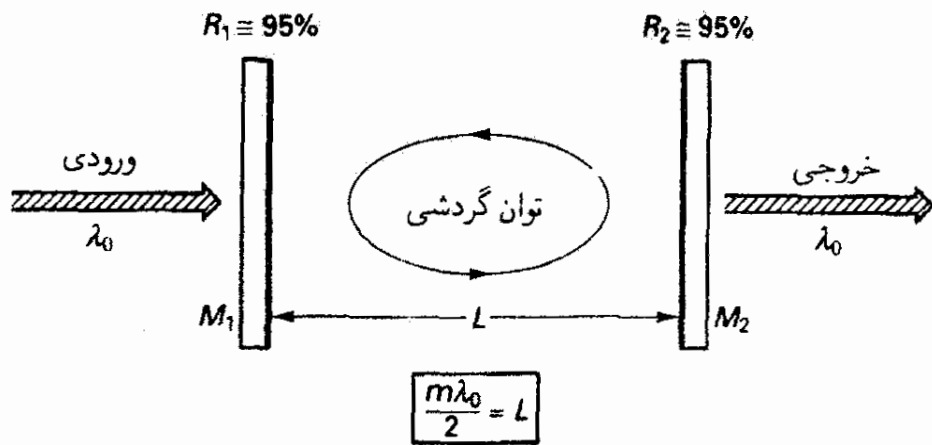 R₁ ≅ 95%
R₂ ≅ 95%
ورودی
λ₀
توان گردشی
خروجی
λ₀
M₁
L
M₂
mλ₀/2 = L